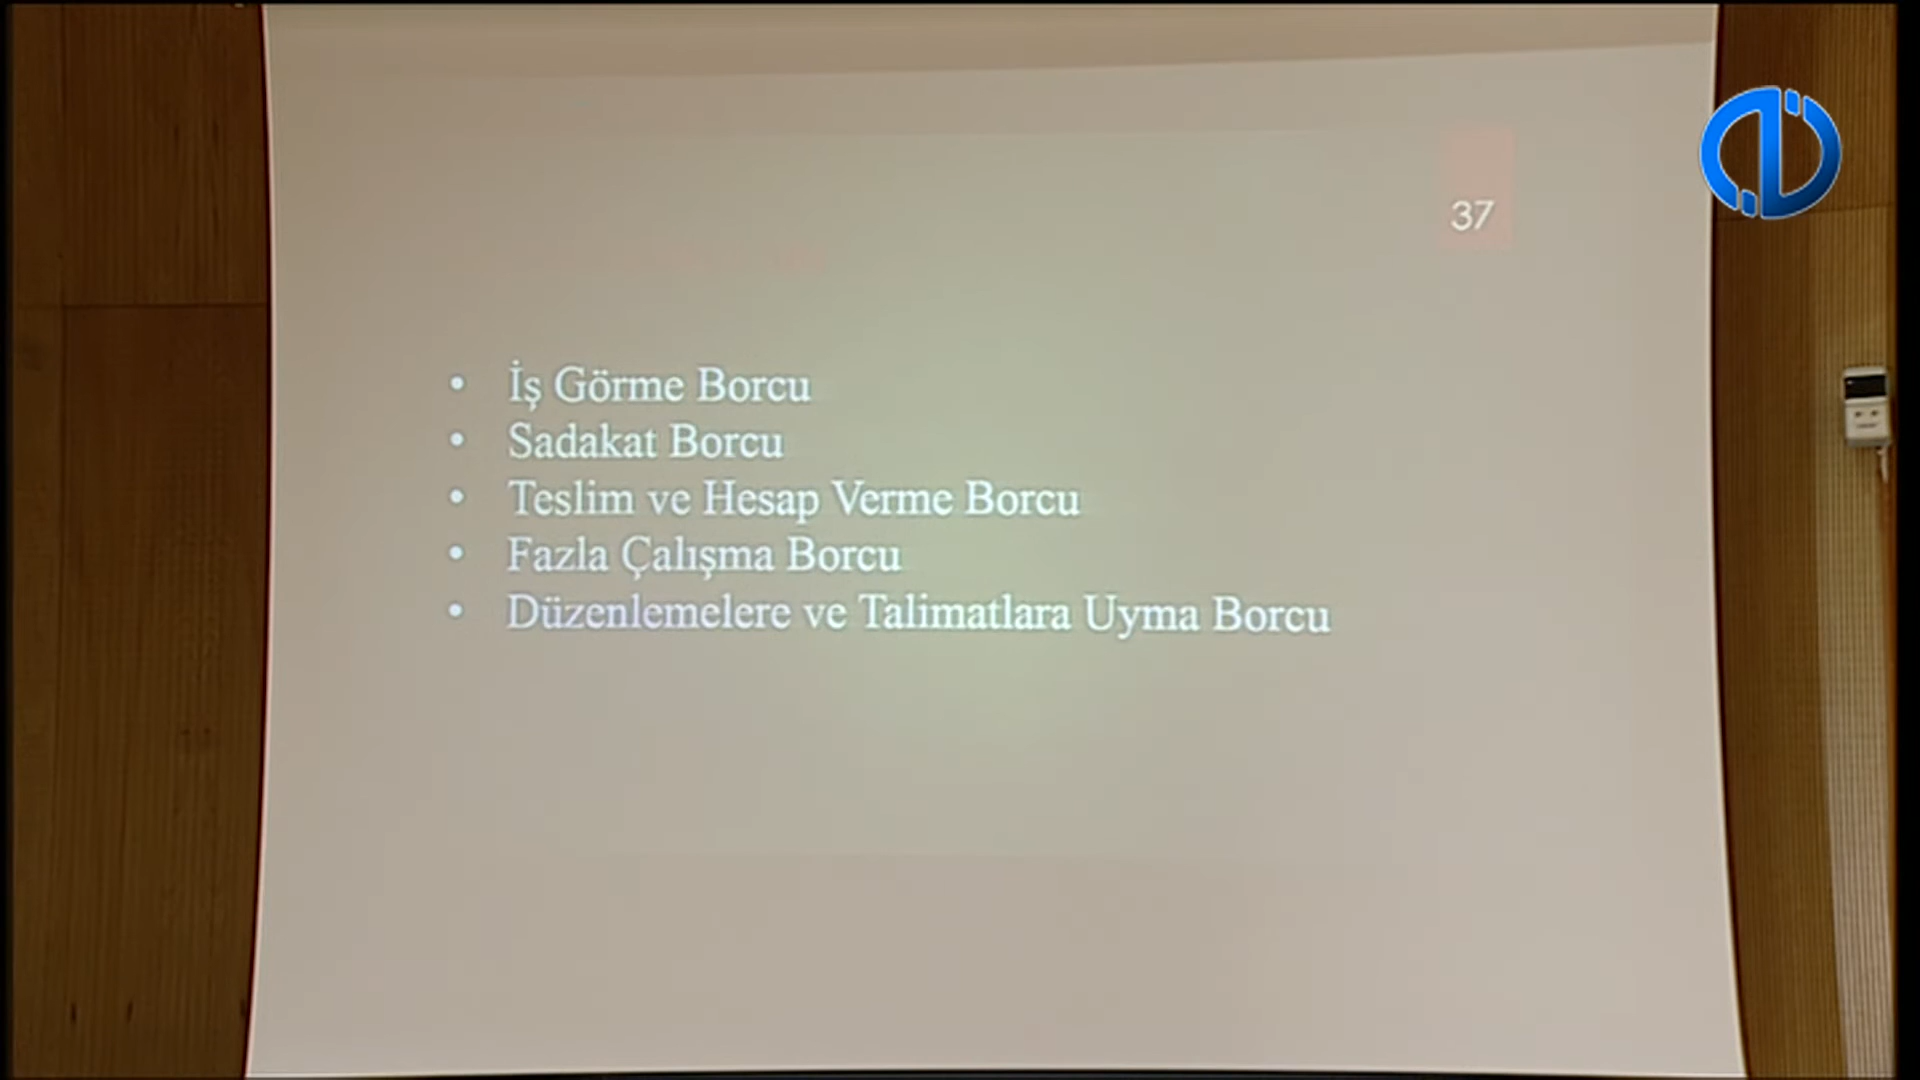 37
• İş Görme Borcu
• Sadakat Borcu
• Teslim ve Hesap Verme Borcu
• Fazla Çalışma Borcu
• Düzenlemelere ve Talimatlara Uyma Borcu